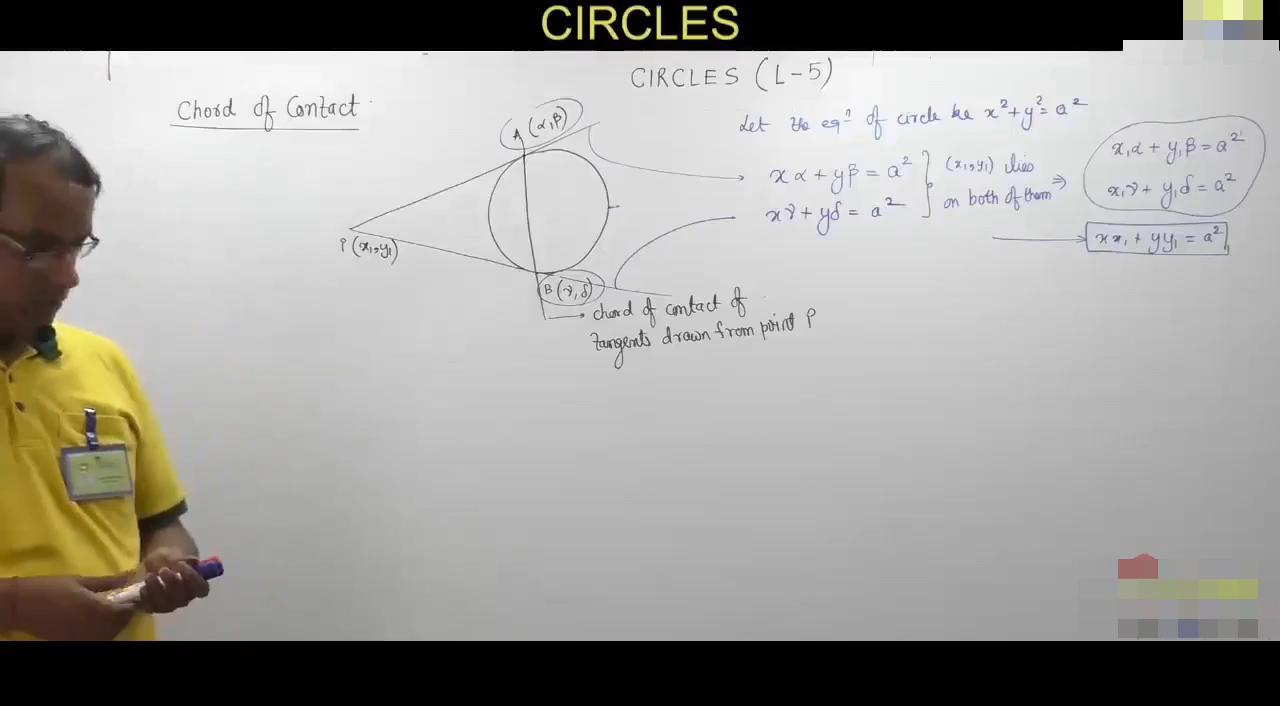 CIRCLES
CIRCLES (L-5)
Chord of Contact
A (α,β)
P (x₁,y₁)
B (γ,δ)
chord of contact of
tangents drawn from point P
Let the eqⁿ of circle be x²+y²=a²
xα + yβ = a²
xγ + yδ = a²
(x₁,y₁) lies
on both of them ⇒
x₁α + y₁β = a²
x₁γ + y₁δ = a²
xx₁ + yy₁ = a²